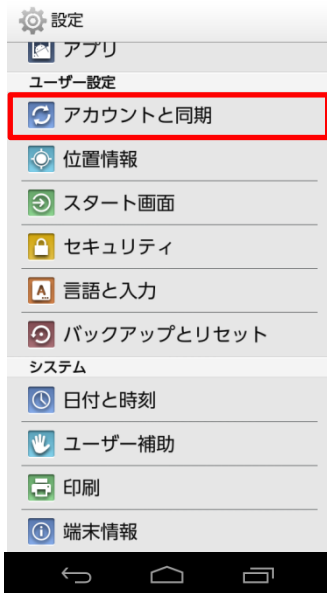 設定
アプリ
ユーザー設定
アカウントと同期
位置情報
スタート画面
セキュリティ
A
言語と入力
バックアップとリセット
システム
日付と時刻
ユーザー補助
印刷
端末情報